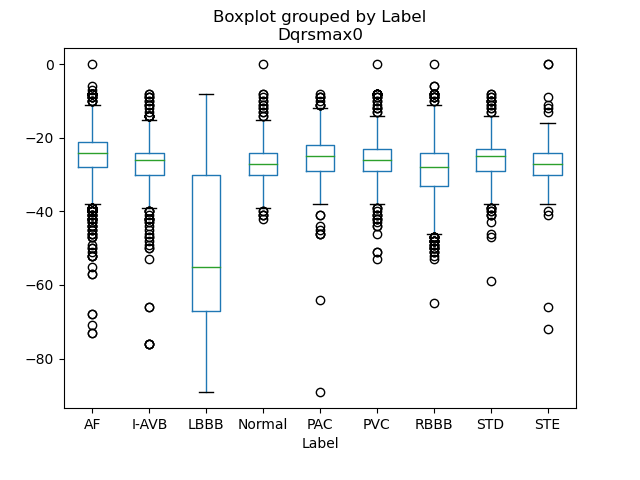 Boxplot grouped by Label
Dqrsmax0
0
−20
−40
−60
−80
AF I-AVB LBBB Normal PAC PVC RBBB STD STE
Label